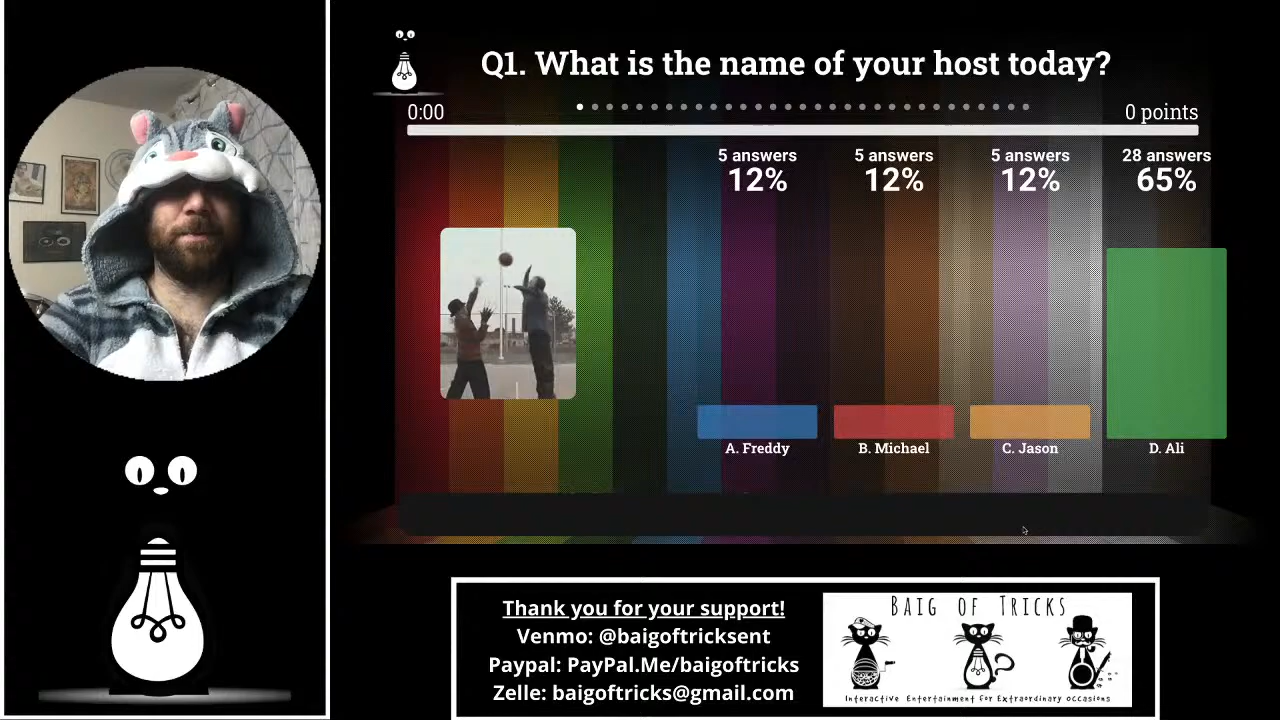 Q1. What is the name of your host today?
0:00
0 points
5 answers
12%
5 answers
12%
5 answers
12%
28 answers
65%
A. Freddy
B. Michael
C. Jason
D. Ali
Thank you for your support!
Venmo: @baigoftricksent
Paypal: PayPal.Me/baigoftricks
Zelle: baigoftricks@gmail.com
BAIG OF TRICKS
Interactive Entertainment for Extraordinary occasions